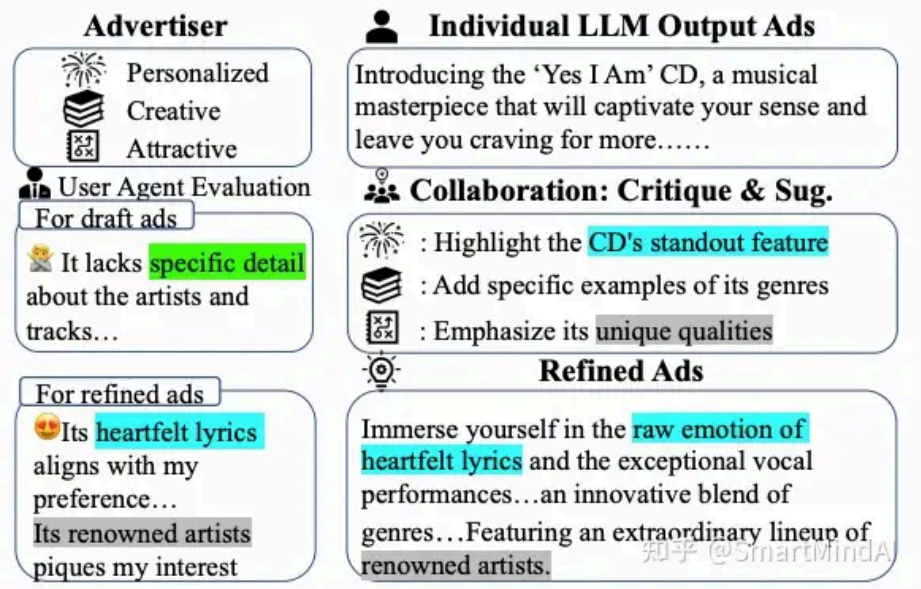 Advertiser
Personalized
Creative
Attractive
User Agent Evaluation
For draft ads
It lacks specific detail
about the artists and
tracks…
For refined ads
Its heartfelt lyrics
aligns with my
preference…
Its renowned artists
piques my interest
Individual LLM Output Ads
Introducing the ‘Yes I Am’ CD, a musical
masterpiece that will captivate your sense and
leave you craving for more……
Collaboration: Critique & Sug.
: Highlight the CD's standout feature
: Add specific examples of its genres
: Emphasize its unique qualities
Refined Ads
Immerse yourself in the raw emotion of
heartfelt lyrics and the exceptional vocal
performances…an innovative blend of
genres…Featuring an extraordinary lineup of
renowned artists.
知乎 @SmartMindAI